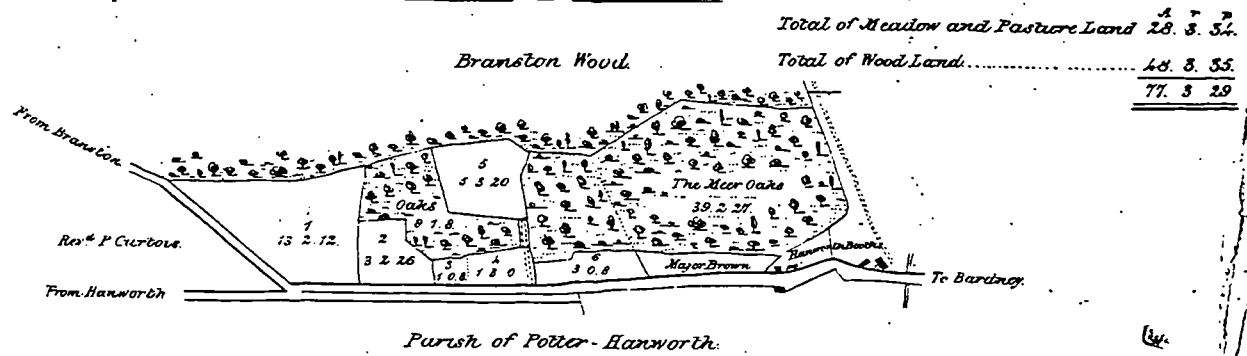 A r p
Total of Meadow and Pasture Land 28. 3. 34.
Total of Wood Land ................ 48. 3. 35.
77. 3 29
Branston Wood.
From Branston
5
5 3 20
The Meer Oaks
39. 2. 27.
Oaks
9. 1. 8.
1
13 2. 12.
Rev.d P Curtois.
2
3 2 26
3
1 0.8
4
1 3 0
6
3 0.8
Major Brown
Hanworth Booths
From Hanworth
To Bardney.
Parish of Potter-Hanworth.